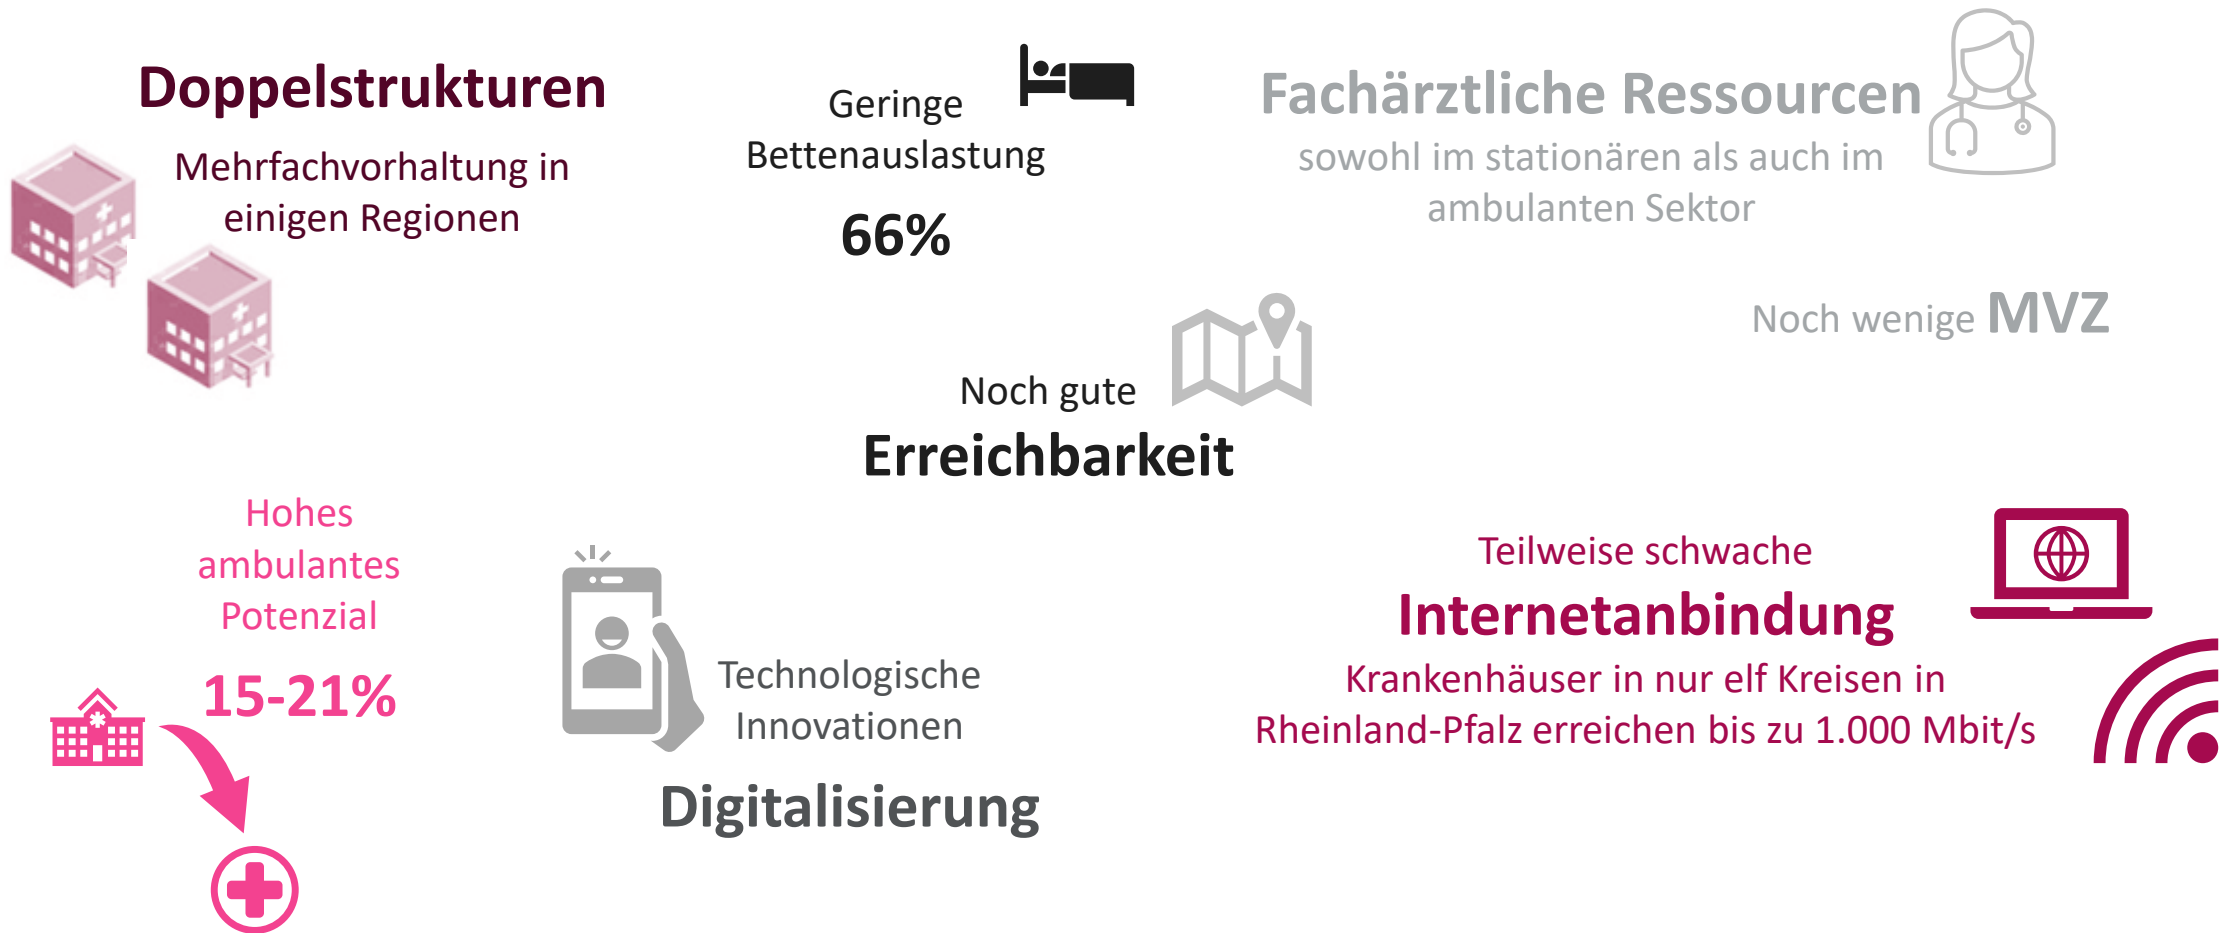 Doppelstrukturen
Mehrfachvorhaltung in
einigen Regionen
Geringe
Bettenauslastung
66%
Fachärztliche Ressourcen
sowohl im stationären als auch im
ambulanten Sektor
Noch wenige MVZ
Noch gute
Erreichbarkeit
Hohes
ambulantes
Potenzial
15-21%
Technologische
Innovationen
Digitalisierung
Teilweise schwache
Internetanbindung
Krankenhäuser in nur elf Kreisen in
Rheinland-Pfalz erreichen bis zu 1.000 Mbit/s